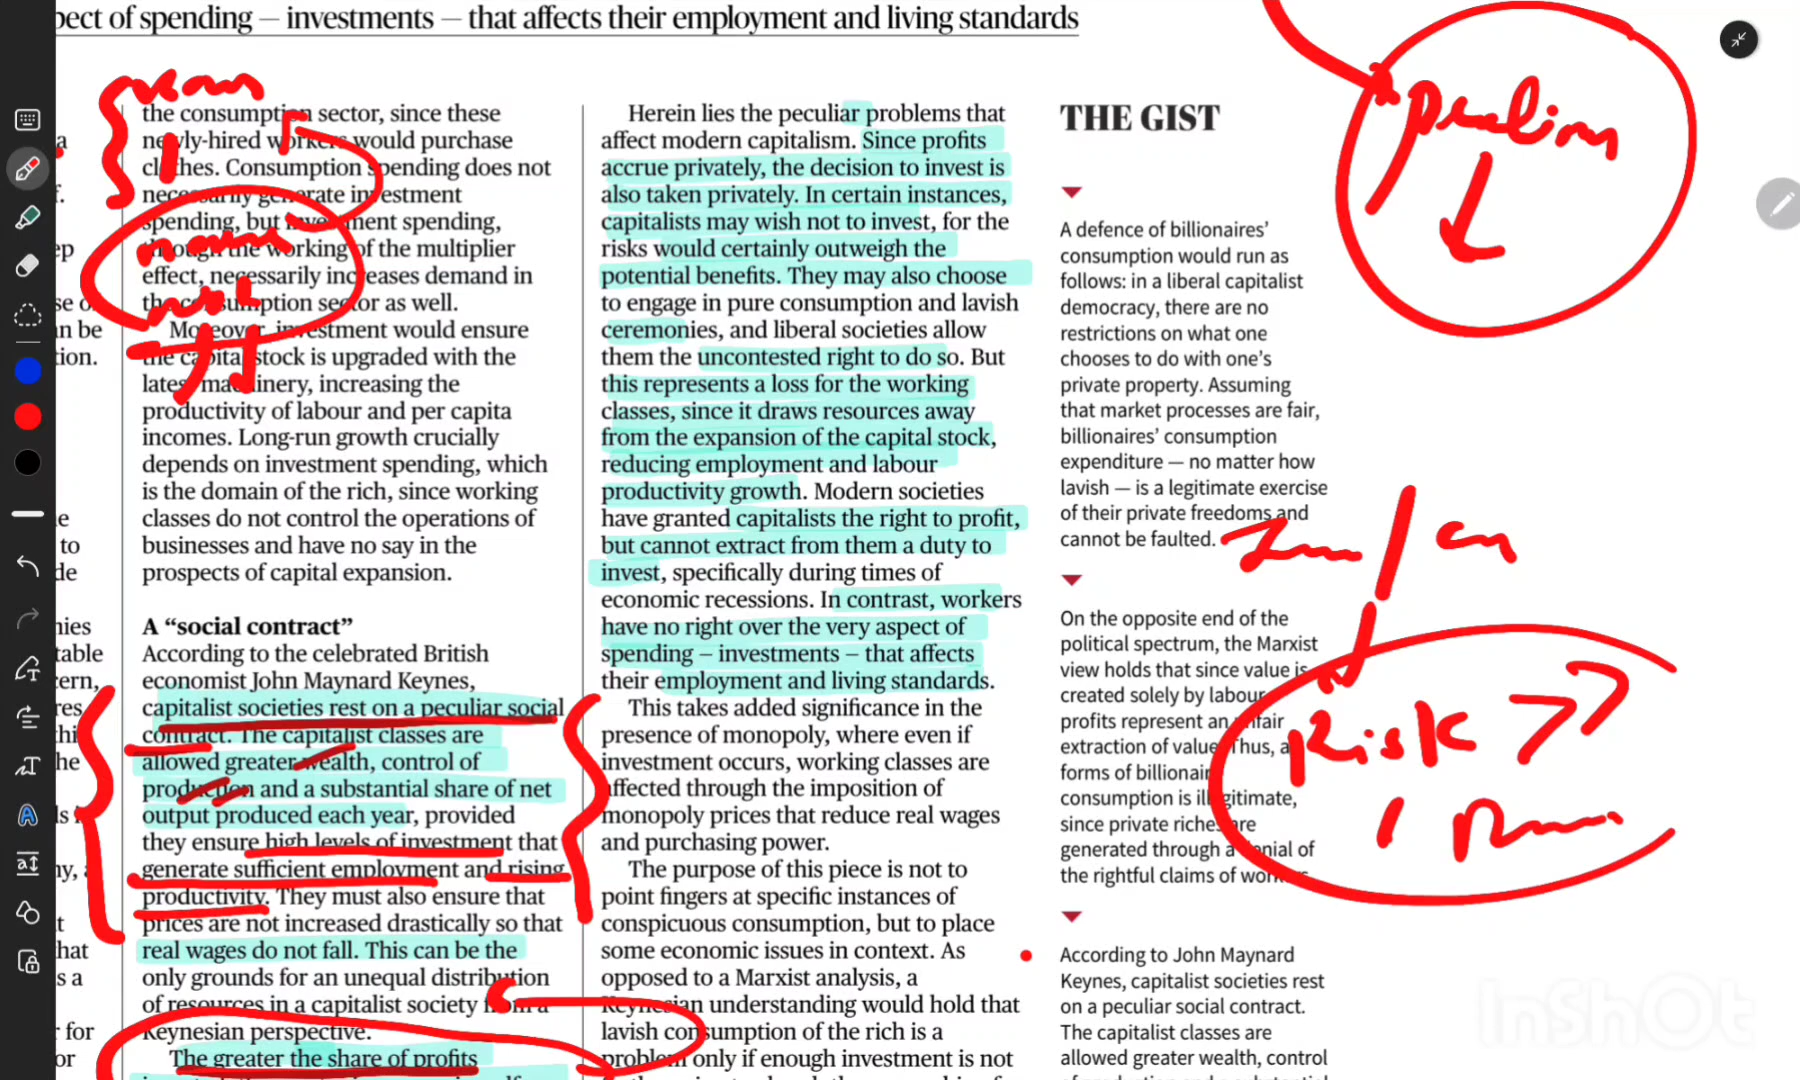 pect of spending — investments — that affects their employment and living standards
the consumption sector, since these
newly-hired workers would purchase
clothes. Consumption spending does not
necessarily generate investment
spending, but investment spending,
through the working of the multiplier
effect, necessarily increases demand in
the consumption sector as well.
Moreover, investment would ensure
the capital stock is upgraded with the
latest machinery, increasing the
productivity of labour and per capita
incomes. Long-run growth crucially
depends on investment spending, which
is the domain of the rich, since working
classes do not control the operations of
businesses and have no say in the
prospects of capital expansion.
A “social contract”
According to the celebrated British
economist John Maynard Keynes,
capitalist societies rest on a peculiar social
contract. The capitalist classes are
allowed greater wealth, control of
production and a substantial share of net
output produced each year, provided
they ensure high levels of investment that
generate sufficient employment and rising
productivity. They must also ensure that
prices are not increased drastically so that
real wages do not fall. This can be the
only grounds for an unequal distribution
of resources in a capitalist society from a
Keynesian perspective.
The greater the share of profits
Herein lies the peculiar problems that
affect modern capitalism. Since profits
accrue privately, the decision to invest is
also taken privately. In certain instances,
capitalists may wish not to invest, for the
risks would certainly outweigh the
potential benefits. They may also choose
to engage in pure consumption and lavish
ceremonies, and liberal societies allow
them the uncontested right to do so. But
this represents a loss for the working
classes, since it draws resources away
from the expansion of the capital stock,
reducing employment and labour
productivity growth. Modern societies
have granted capitalists the right to profit,
but cannot extract from them a duty to
invest, specifically during times of
economic recessions. In contrast, workers
have no right over the very aspect of
spending – investments – that affects
their employment and living standards.
This takes added significance in the
presence of monopoly, where even if
investment occurs, working classes are
affected through the imposition of
monopoly prices that reduce real wages
and purchasing power.
The purpose of this piece is not to
point fingers at specific instances of
conspicuous consumption, but to place
some economic issues in context. As
opposed to a Marxist analysis, a
Keynesian understanding would hold that
lavish consumption of the rich is a
problem only if enough investment is not
THE GIST
A defence of billionaires’
consumption would run as
follows: in a liberal capitalist
democracy, there are no
restrictions on what one
chooses to do with one’s
private property. Assuming
that market processes are fair,
billionaires’ consumption
expenditure — no matter how
lavish — is a legitimate exercise
of their private freedoms and
cannot be faulted.
On the opposite end of the
political spectrum, the Marxist
view holds that since value is
created solely by labour,
profits represent an unfair
extraction of value. Thus, a
forms of billionair
consumption is illegitimate,
since private riches are
generated through a denial of
the rightful claims of workers.
According to John Maynard
Keynes, capitalist societies rest
on a peculiar social contract.
The capitalist classes are
allowed greater wealth, control
Risk >>
InShOt